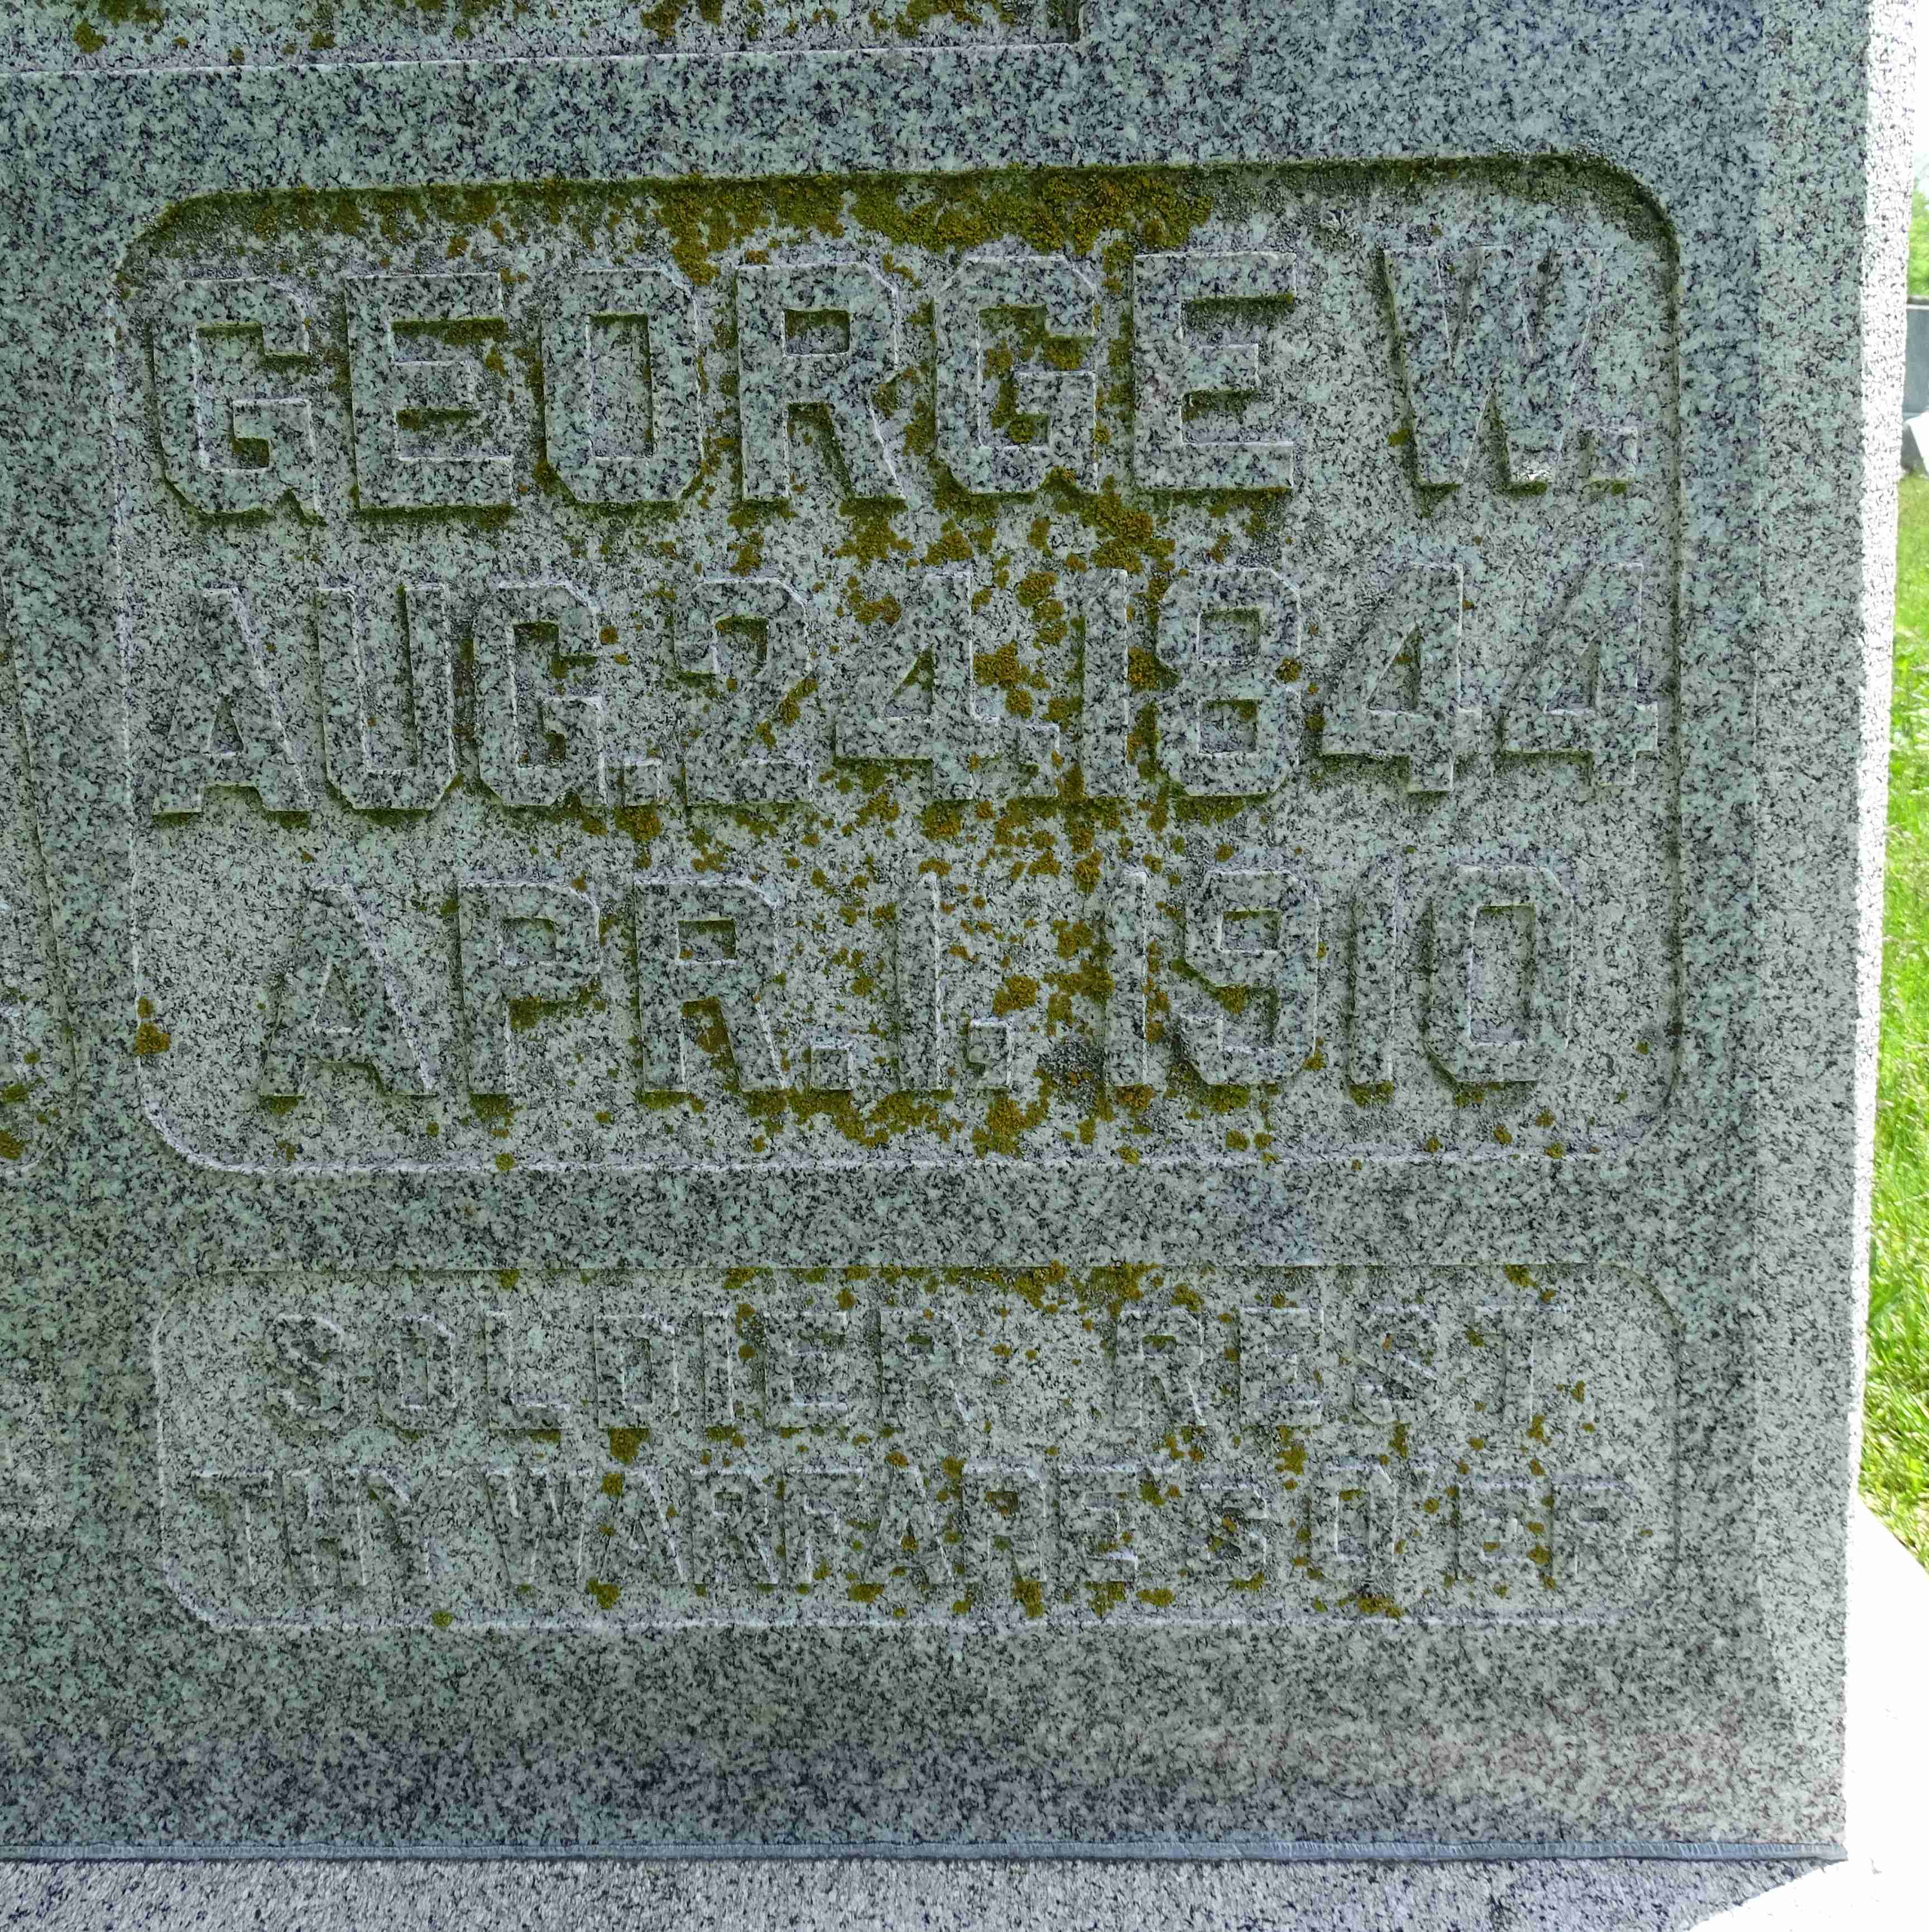 GEORGE W.
AUG. 24, 1844
APR. 1, 1910
SOLDIER REST
THY WARFARE'S O'ER